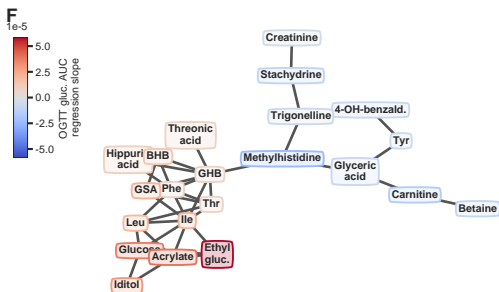 F
1e-5
5.0
2.5
0.0
-2.5
-5.0
OGTT gluc. AUC
regression slope
Creatinine
Stachydrine
Trigonelline
4-OH-benzald.
Tyr
Threonic
acid
Hippuric
acid
BHB
GHB
Methylhistidine
Glyceric
acid
GSA
Phe
Carnitine
Betaine
Thr
Leu
Ile
Glucose
Acrylate
Ethyl
gluc.
Iditol